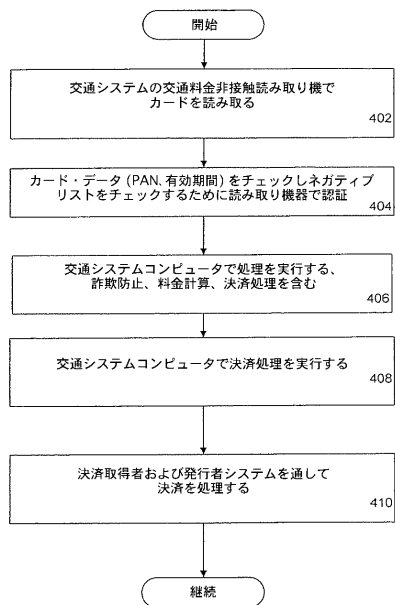 開始
交通システムの交通料金非接触読み取り機で
カードを読み取る
402
カード・データ (PAN、有効期間) をチェックしネガティブ
リストをチェックするために読み取り機器で認証
404
交通システムコンピュータで処理を実行する、
詐欺防止、料金計算、決済処理を含む
406
交通システムコンピュータで決済処理を実行する
408
決済取得者および発行者システムを通して
決済を処理する
410
継続